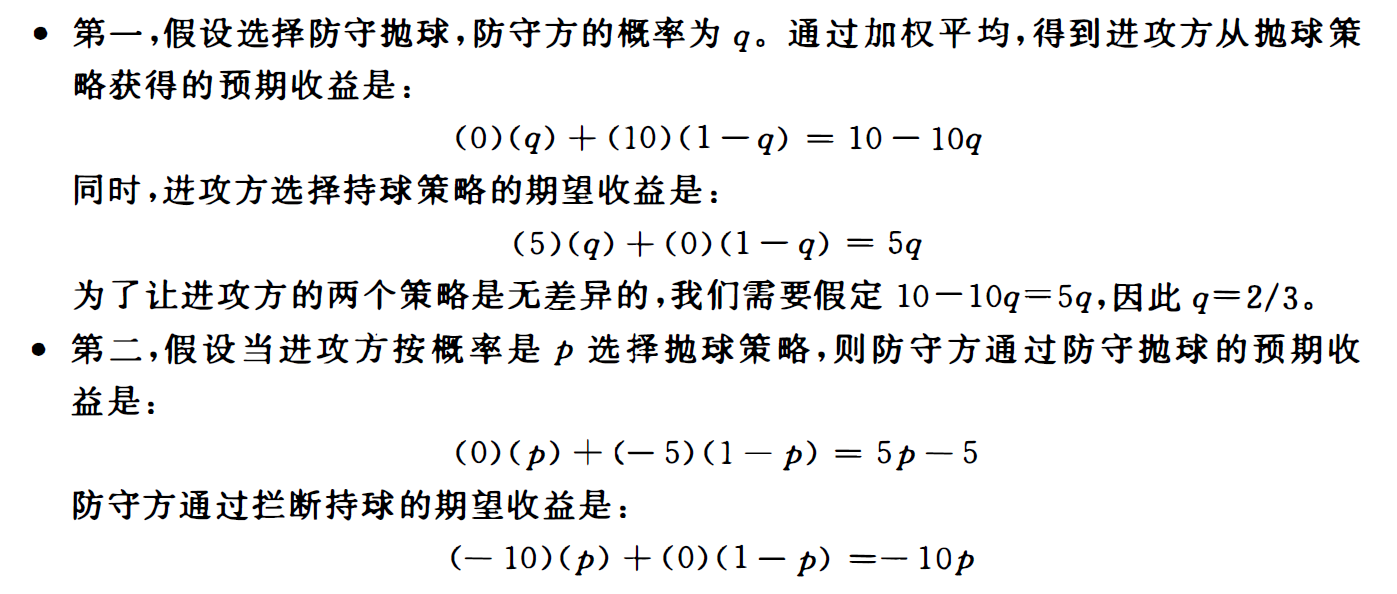 • 第一,假设选择防守抛球,防守方的概率为 q。通过加权平均,得到进攻方从抛球策
略获得的预期收益是:
(0)(q)+(10)(1-q) = 10-10q
同时,进攻方选择持球策略的期望收益是:
(5)(q)+(0)(1-q) = 5q
为了让进攻方的两个策略是无差异的,我们需要假定 10-10q=5q,因此 q=2/3。
• 第二,假设当进攻方按概率是 p 选择抛球策略,则防守方通过防守抛球的预期收
益是:
(0)(p)+(-5)(1-p) = 5p-5
防守方通过拦断持球的期望收益是:
(-10)(p)+(0)(1-p) =-10p